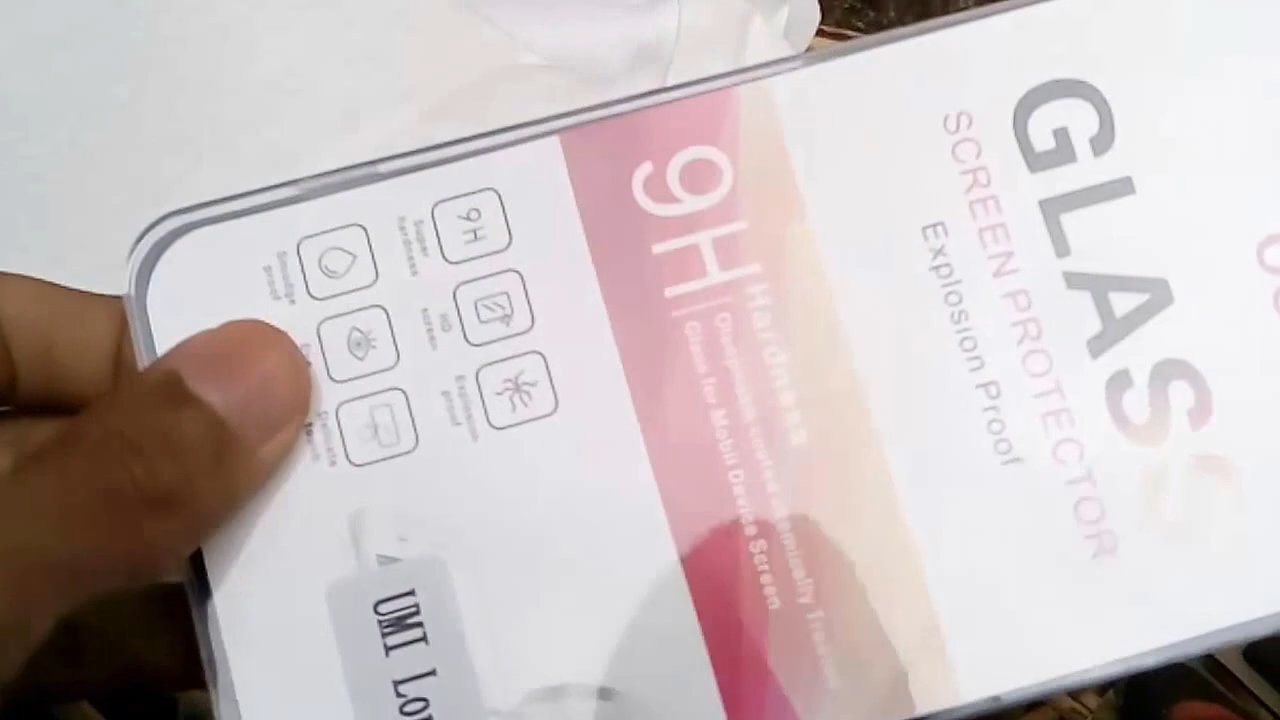 GLASS
SCREEN PROTECTOR
Explosion Proof
9H
Hardness
Glass for Mobil Device Screen
9H
Super
hardness
HD
screen
Explosion
proof
Smudge
proof
Delicate
UMI